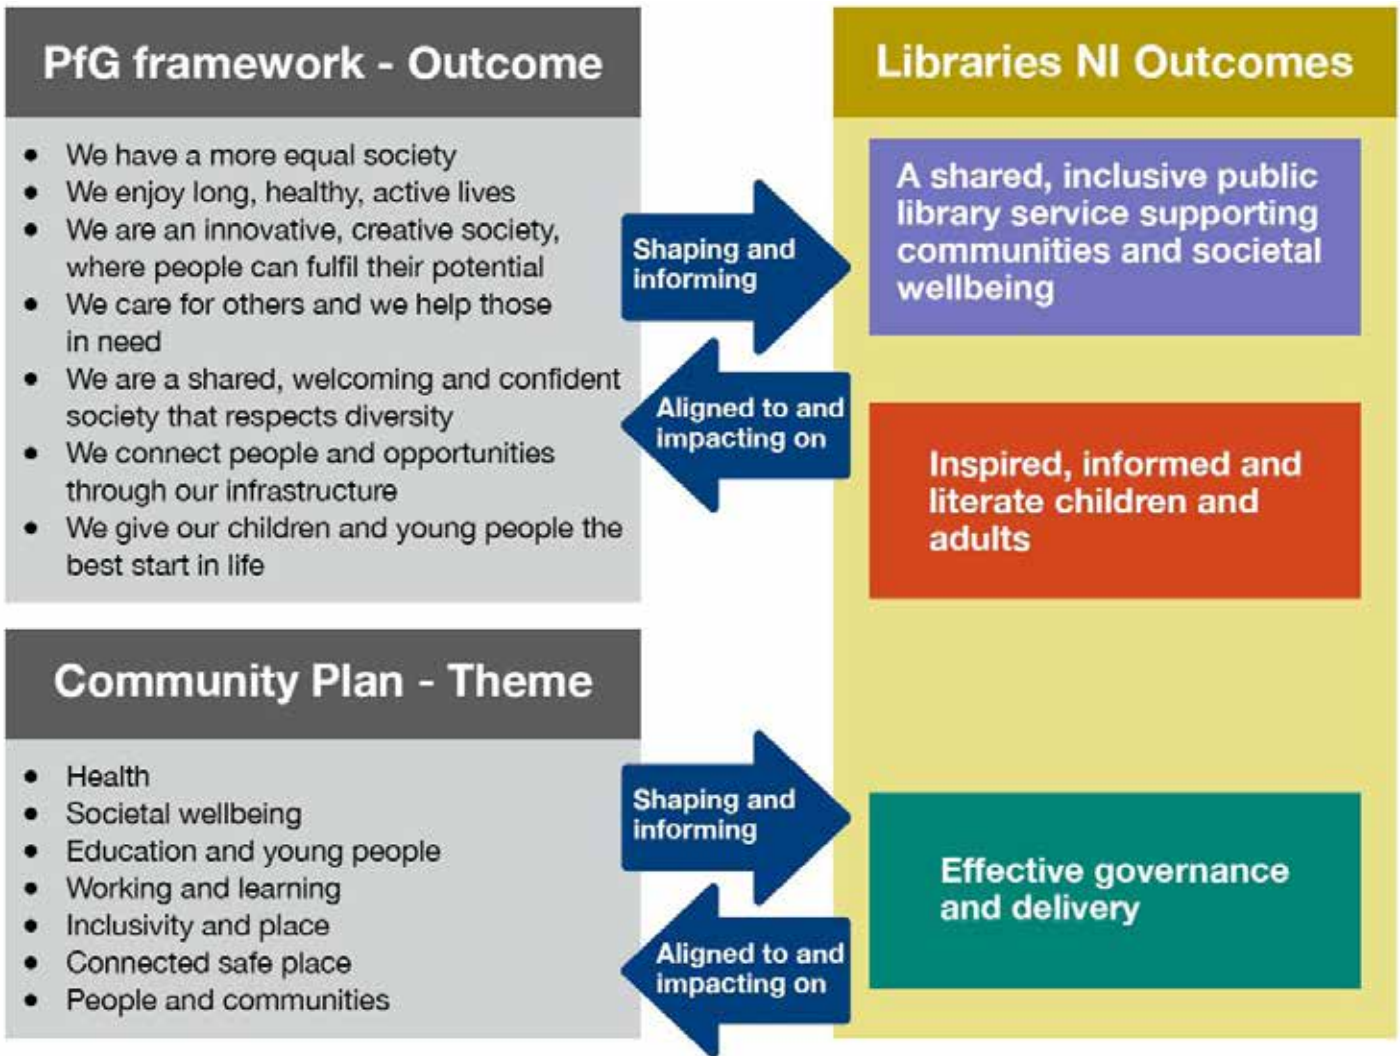 PfG framework - Outcome
• We have a more equal society
• We enjoy long, healthy, active lives
• We are an innovative, creative society,
where people can fulfil their potential
• We care for others and we help those
in need
• We are a shared, welcoming and confident
society that respects diversity
• We connect people and opportunities
through our infrastructure
• We give our children and young people the
best start in life
Shaping and
informing
Aligned to and
impacting on
Libraries NI Outcomes
A shared, inclusive public
library service supporting
communities and societal
wellbeing
Inspired, informed and
literate children and
adults
Community Plan - Theme
• Health
• Societal wellbeing
• Education and young people
• Working and learning
• Inclusivity and place
• Connected safe place
• People and communities
Shaping and
informing
Aligned to and
impacting on
Effective governance
and delivery